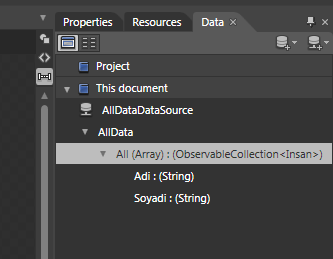 Properties Resources Data
Project
This document
AllDataDataSource
AllData
All (Array) : (ObservableCollection<Insan>)
Adi : (String)
Soyadi : (String)